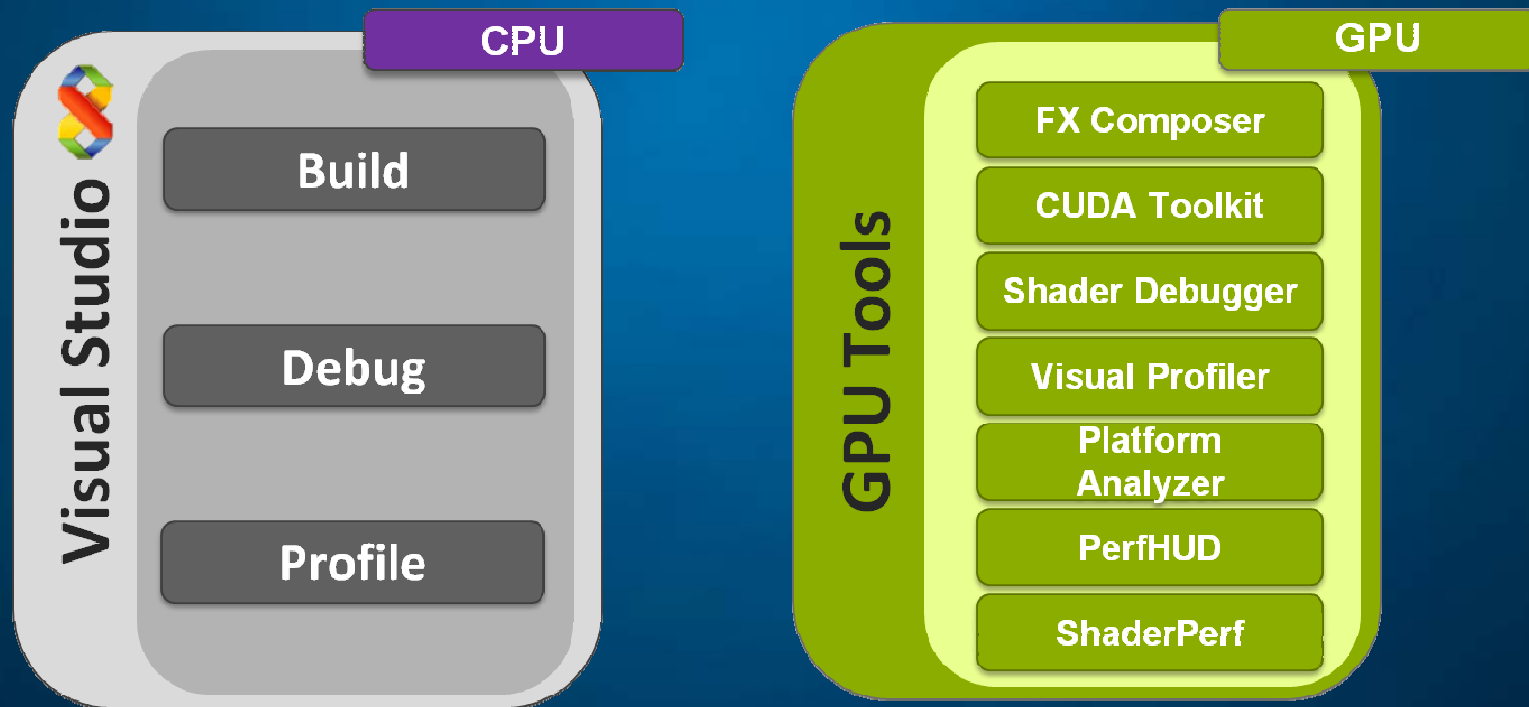 CPU
Visual Studio
Build
Debug
Profile
GPU
GPU Tools
FX Composer
CUDA Toolkit
Shader Debugger
Visual Profiler
Platform
Analyzer
PerfHUD
ShaderPerf